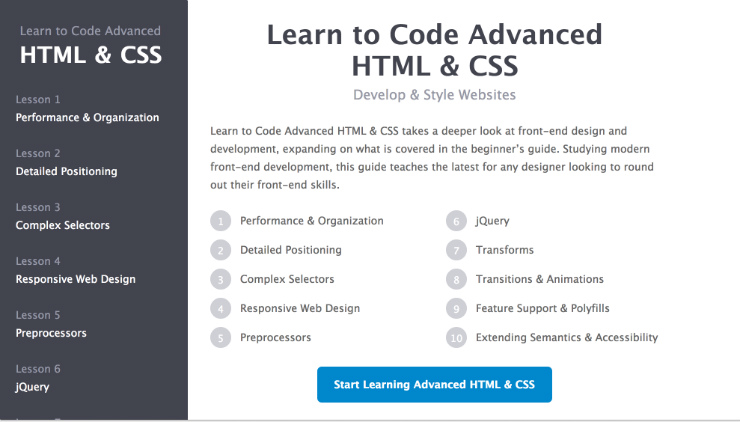 Learn to Code Advanced
HTML & CSS
Lesson 1
Performance & Organization
Lesson 2
Detailed Positioning
Lesson 3
Complex Selectors
Lesson 4
Responsive Web Design
Lesson 5
Preprocessors
Lesson 6
jQuery
Learn to Code Advanced
HTML & CSS
Develop & Style Websites
Learn to Code Advanced HTML & CSS takes a deeper look at front-end design and
development, expanding on what is covered in the beginner's guide. Studying modern
front-end development, this guide teaches the latest for any designer looking to round
out their front-end skills.
1 Performance & Organization
2 Detailed Positioning
3 Complex Selectors
4 Responsive Web Design
5 Preprocessors
6 jQuery
7 Transforms
8 Transitions & Animations
9 Feature Support & Polyfills
10 Extending Semantics & Accessibility
Start Learning Advanced HTML & CSS